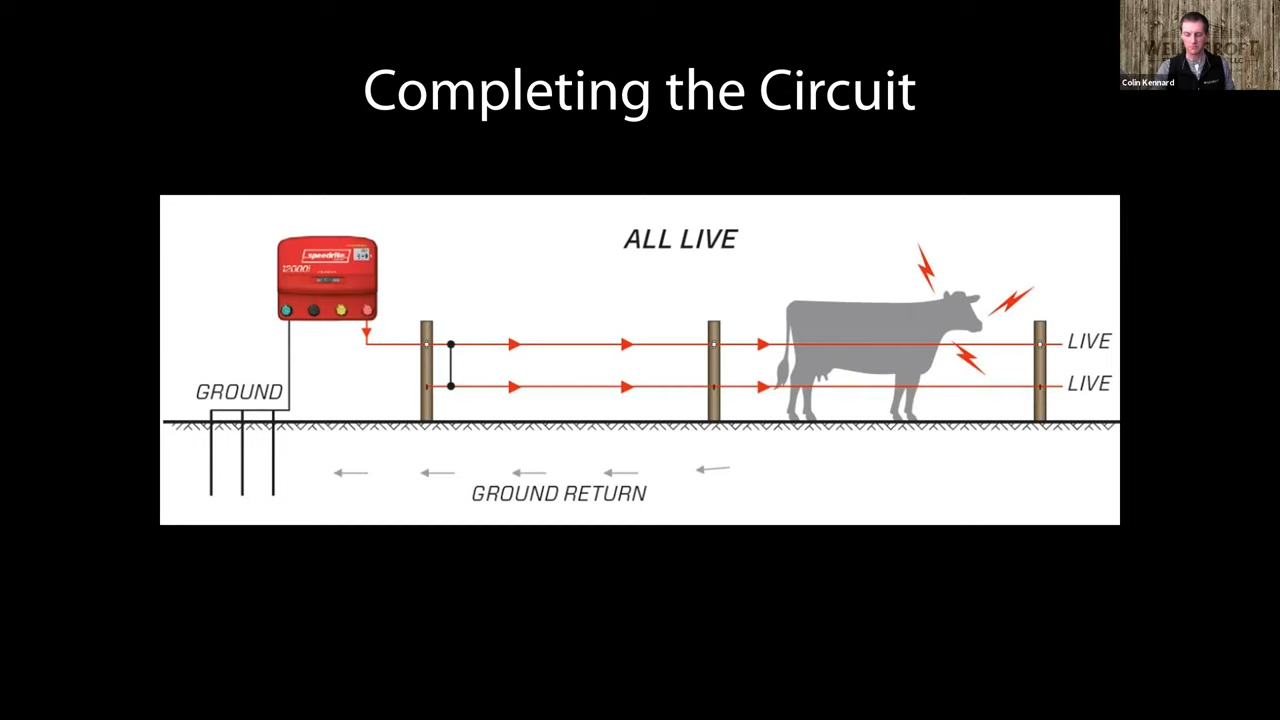 Completing the Circuit
Colin Kennard
ALL LIVE
speedrite
12000i
LIVE
LIVE
GROUND
GROUND RETURN